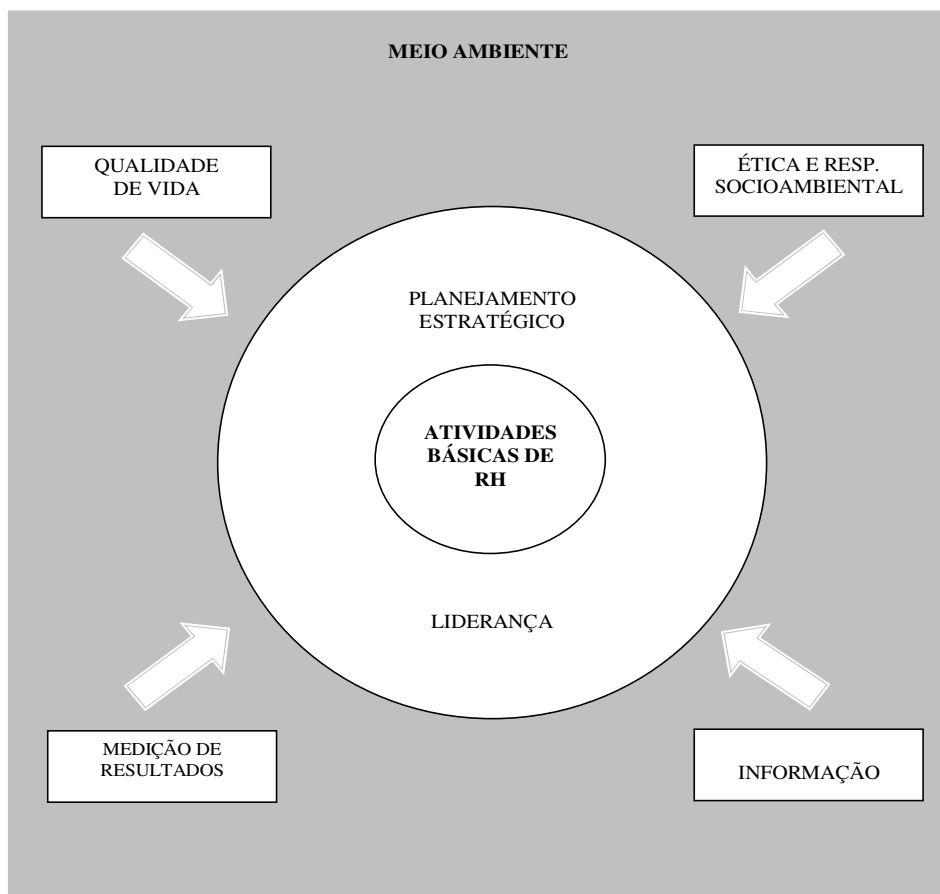 MEIO AMBIENTE
QUALIDADE
DE VIDA
ÉTICA E RESP.
SOCIOAMBIENTAL
PLANEJAMENTO
ESTRATÉGICO
ATIVIDADES
BÁSICAS DE
RH
LIDERANÇA
MEDIÇÃO DE
RESULTADOS
INFORMAÇÃO